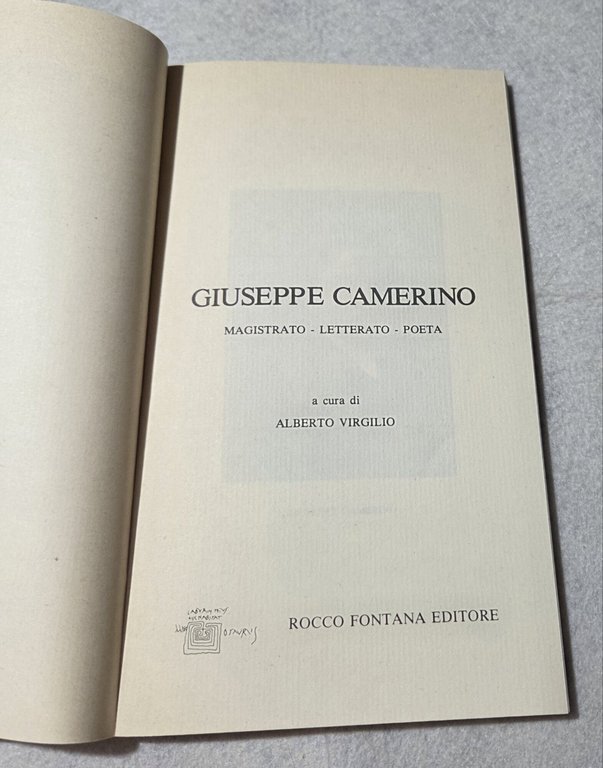 GIUSEPPE CAMERINO
MAGISTRATO - LETTERATO - POETA
a cura di
ALBERTO VIRGILIO
ROCCO FONTANA EDITORE